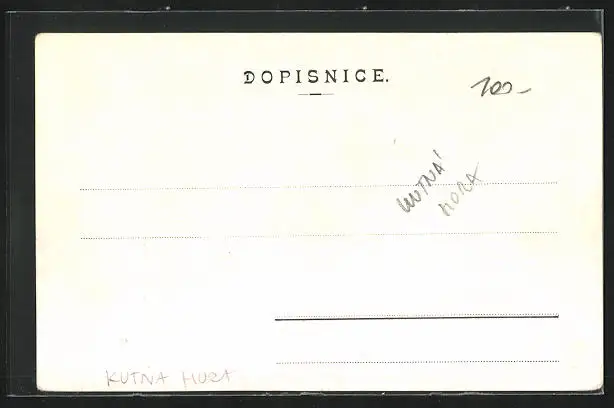 DOPISNICE.
100,-
KUTNÁ
HORA
KUTNA HORA